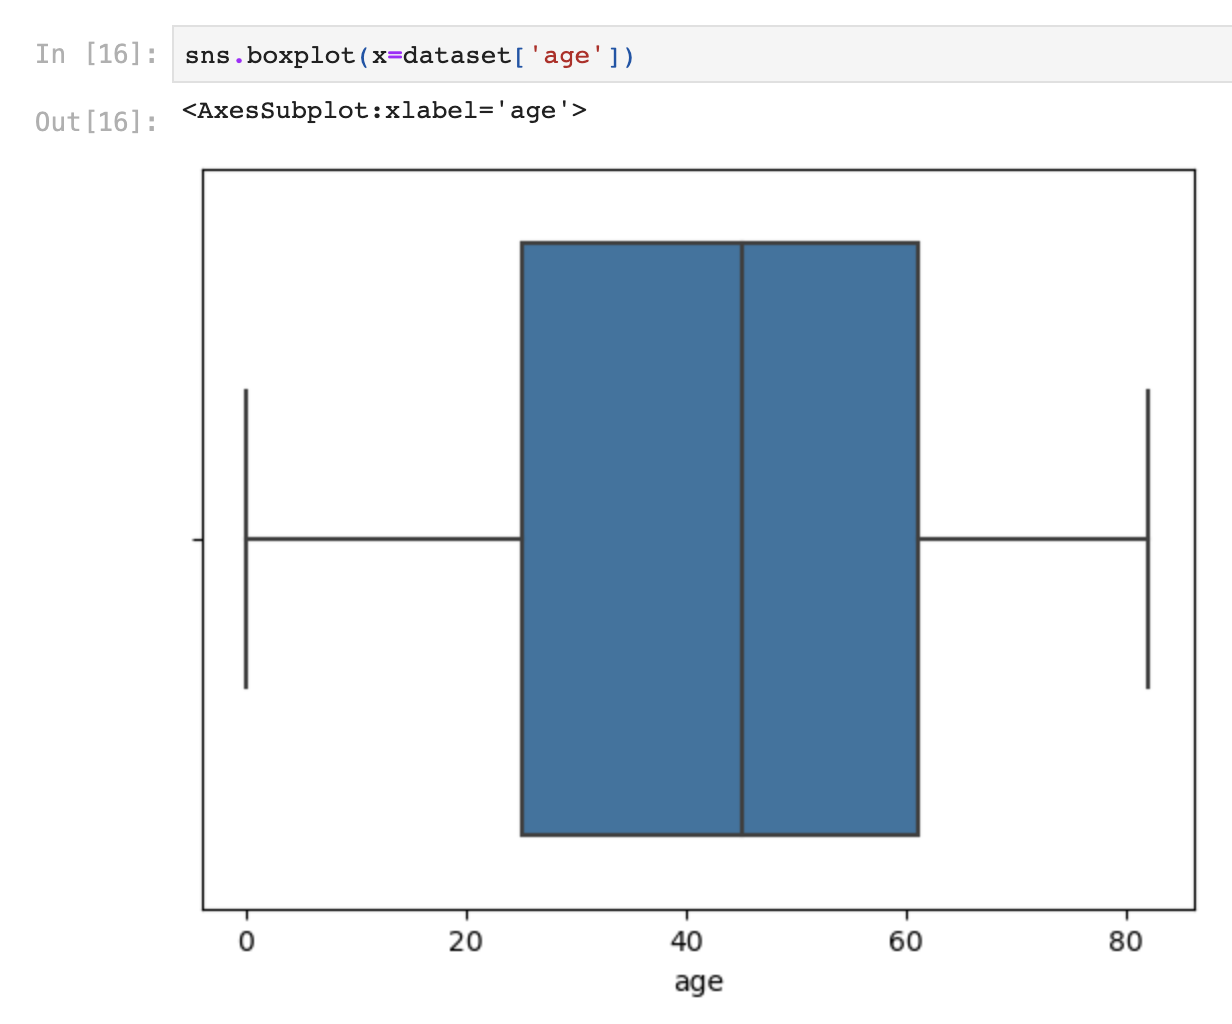 In [16]: sns.boxplot(x=dataset['age'])
Out[16]: <AxesSubplot:xlabel='age'>
0 20 40 60 80
age